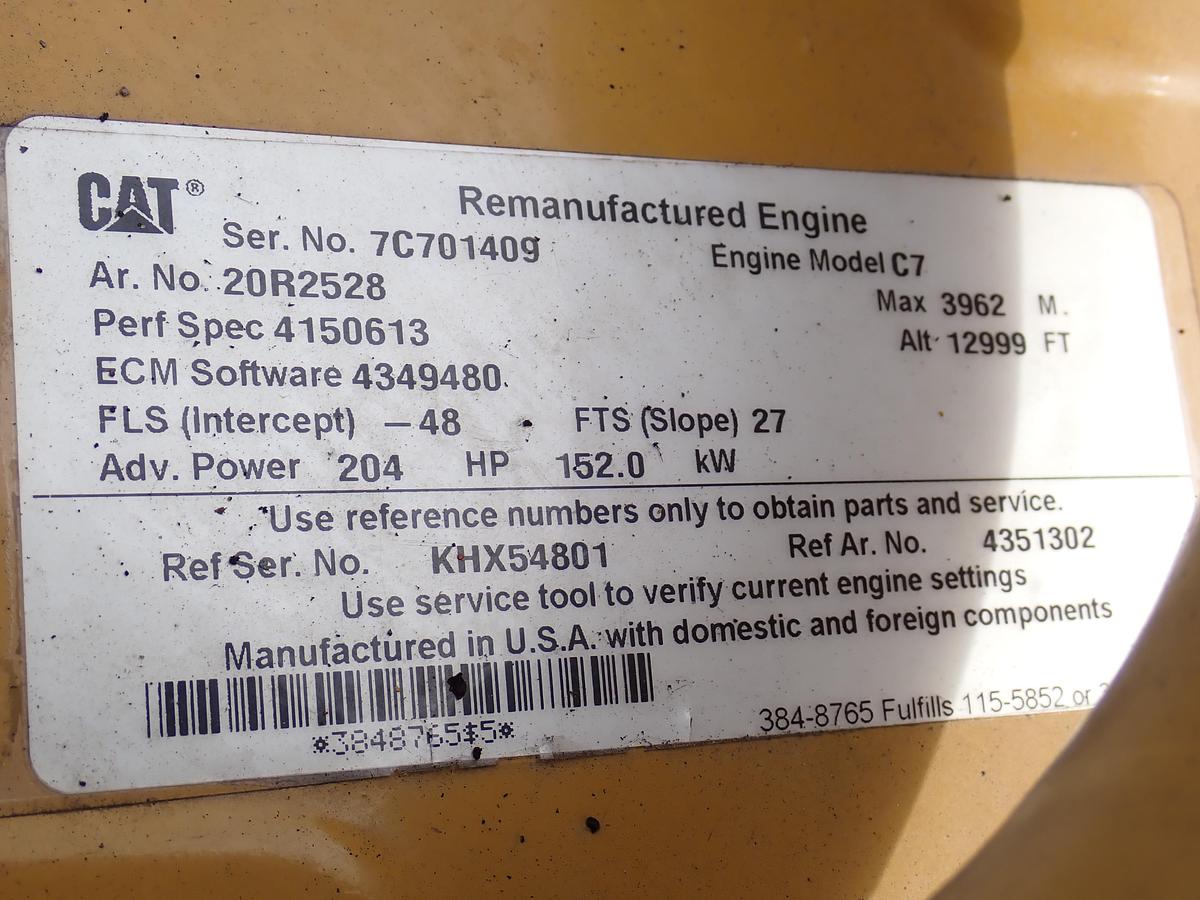 CAT®
Remanufactured Engine
Ser. No. 7C701409
Engine Model C7
Ar. No. 20R2528
Max 3962 M.
Perf Spec 4150613
Alt 12999 FT
ECM Software 4349480
FLS (Intercept) -48 FTS (Slope) 27
Adv. Power 204 HP 152.0 kW
Use reference numbers only to obtain parts and service.
Ref Ser. No. KHX54801 Ref Ar. No. 4351302
Use service tool to verify current engine settings
Manufactured in U.S.A. with domestic and foreign components
*3848765$5*
384-8765 Fulfills 115-5852 or